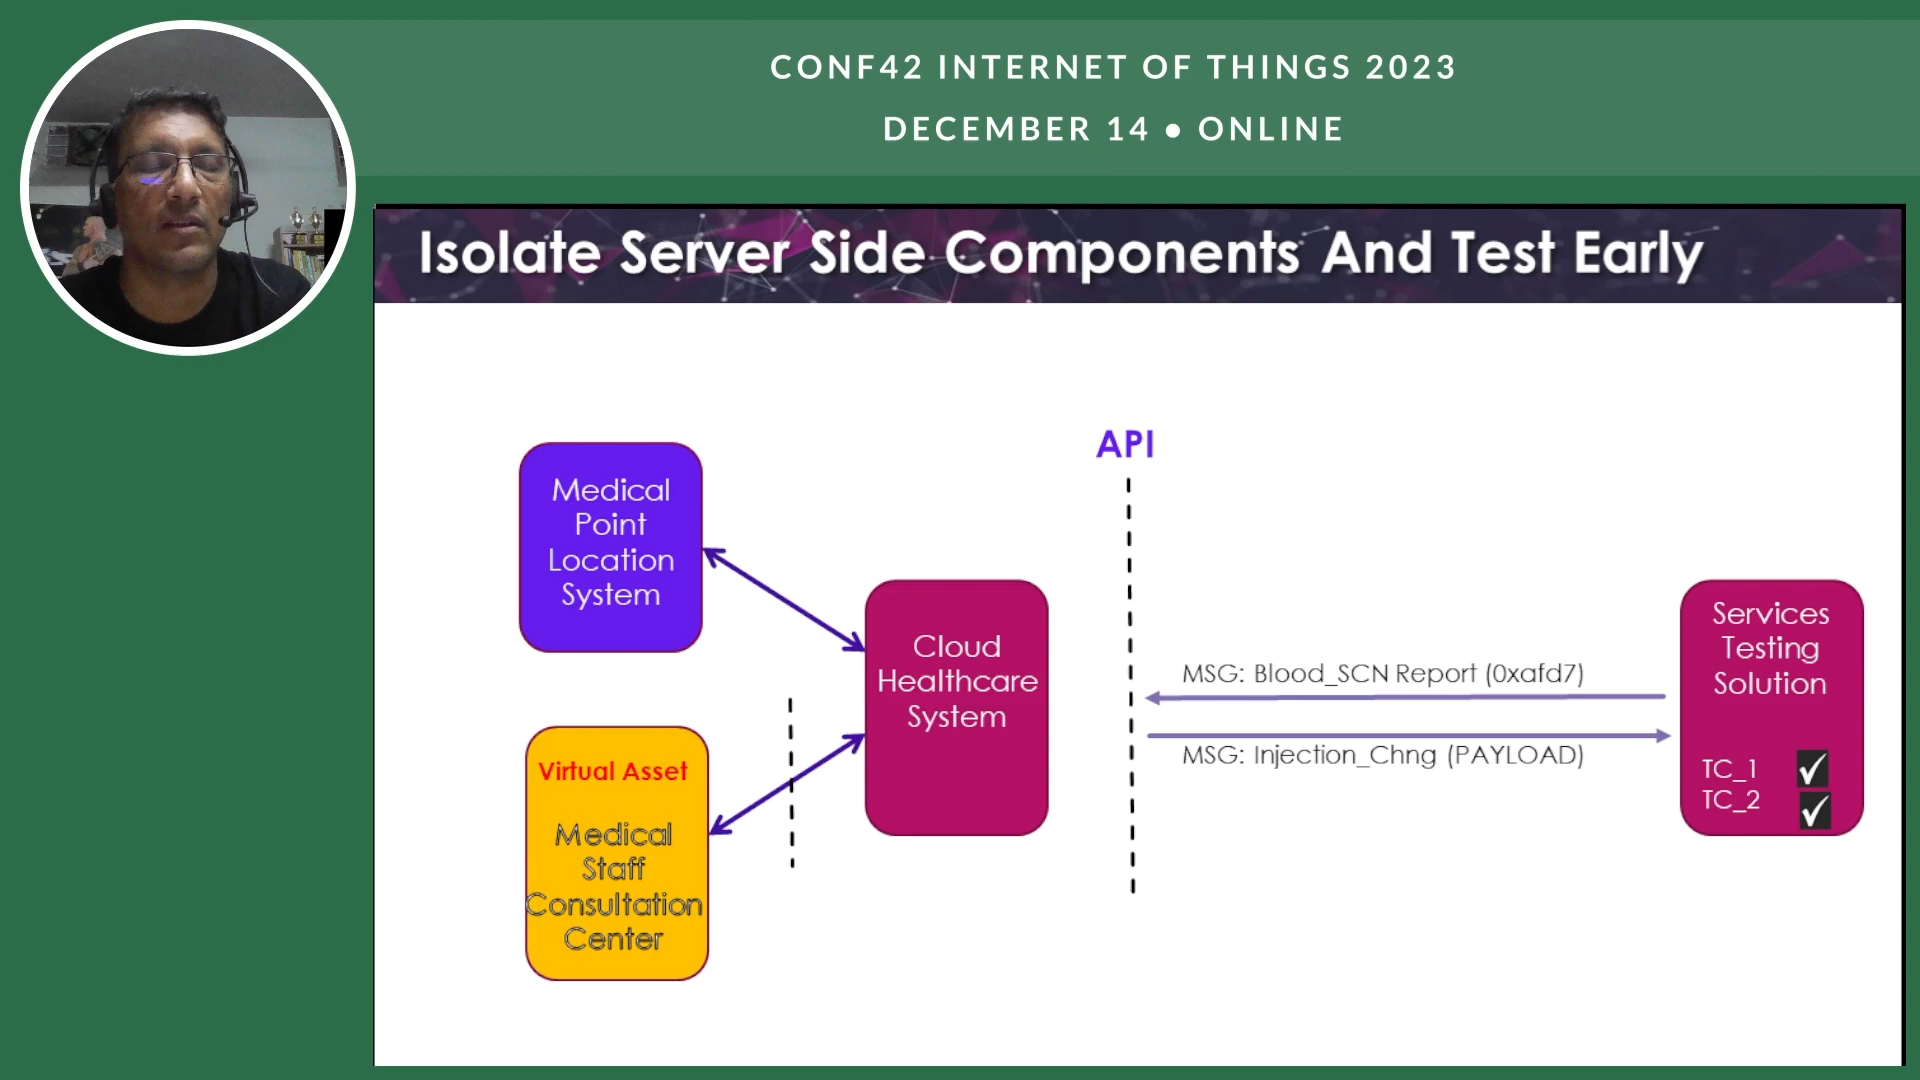 CONF42 INTERNET OF THINGS 2023
DECEMBER 14 • ONLINE
Isolate Server Side Components And Test Early
API
Medical
Point
Location
System
Cloud
Healthcare
System
Virtual Asset
Medical
Staff
Consultation
Center
MSG: Blood_SCN Report (0xafd7)
MSG: Injection_Chng (PAYLOAD)
Services
Testing
Solution
TC_1
TC_2